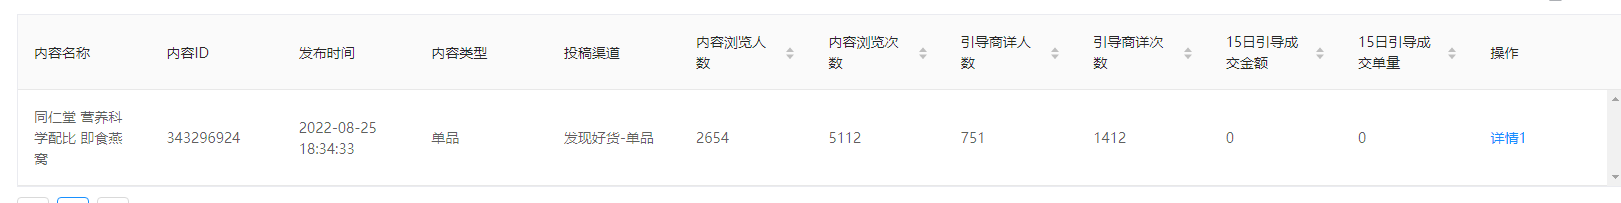 内容名称 内容ID 发布时间 内容类型 投稿渠道 内容浏览人数 内容浏览次数 引导商详人数 引导商详次数 15日引导成交金额 15日引导成交单量 操作
同仁堂 营养科
学配比 即食燕
窝
343296924
2022-08-25
18:34:33
单品
发现好货-单品
2654
5112
751
1412
0
0
详情1